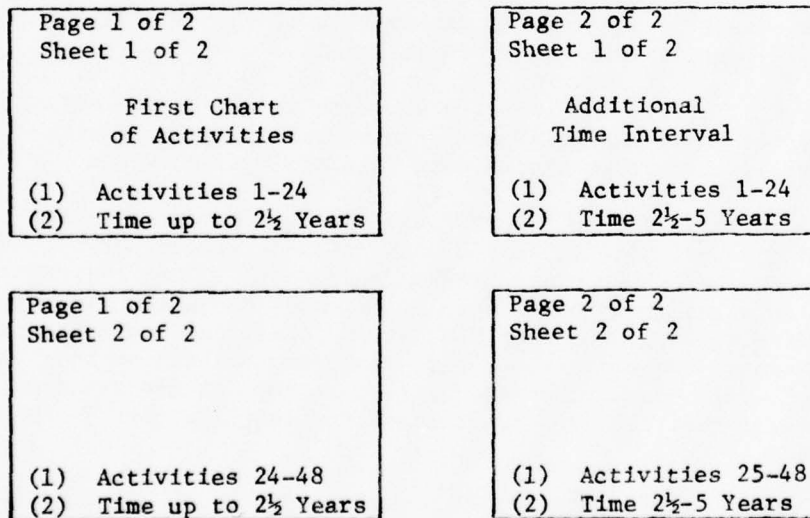 Page 1 of 2
Sheet 1 of 2
First Chart
of Activities
(1) Activities 1-24
(2) Time up to 2½ Years
Page 2 of 2
Sheet 1 of 2
Additional
Time Interval
(1) Activities 1-24
(2) Time 2½-5 Years
Page 1 of 2
Sheet 2 of 2
(1) Activities 24-48
(2) Time up to 2½ Years
Page 2 of 2
Sheet 2 of 2
(1) Activities 25-48
(2) Time 2½-5 Years